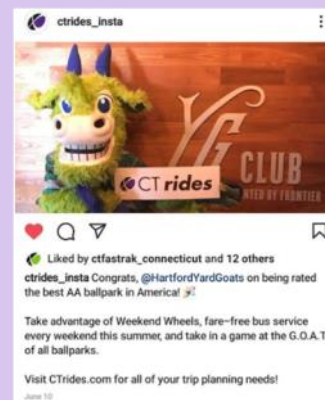 ctrides_insta
YG
CLUB
NTED BY FRONTIER
CT rides
Liked by ctfastrak_connecticut and 12 others
ctrides_insta Congrats, @HartfordYardGoats on being rated
the best AA ballpark in America! 🎉
Take advantage of Weekend Wheels, fare-free bus service
every weekend this summer, and take in a game at the G.O.A.T
of all ballparks.
Visit CTrides.com for all of your trip planning needs!
June 10